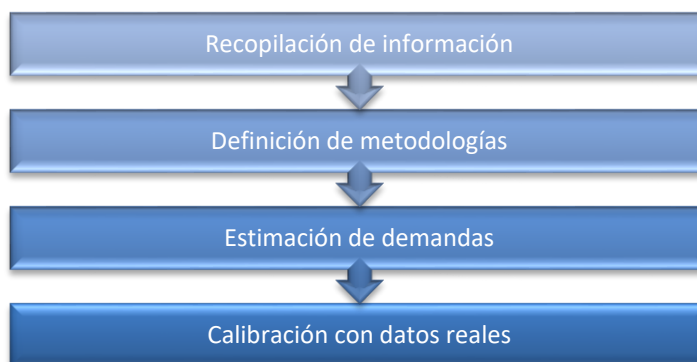 Recopilación de información
Definición de metodologías
Estimación de demandas
Calibración con datos reales